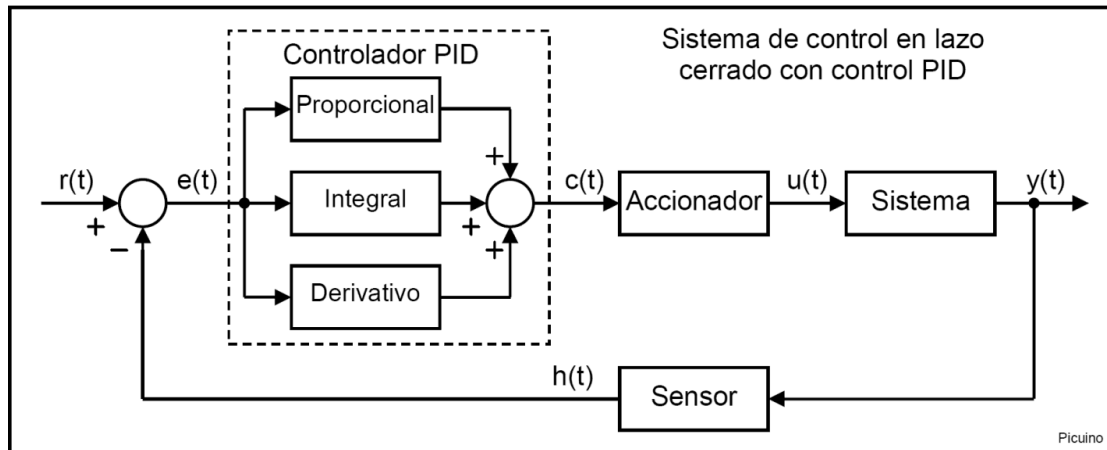 Controlador PID
Sistema de control en lazo
cerrado con control PID
Proporcional
+
r(t)
e(t)
Integral
c(t)
Accionador
u(t)
Sistema
y(t)
+
−
+
+
Derivativo
h(t)
Sensor
Picuino